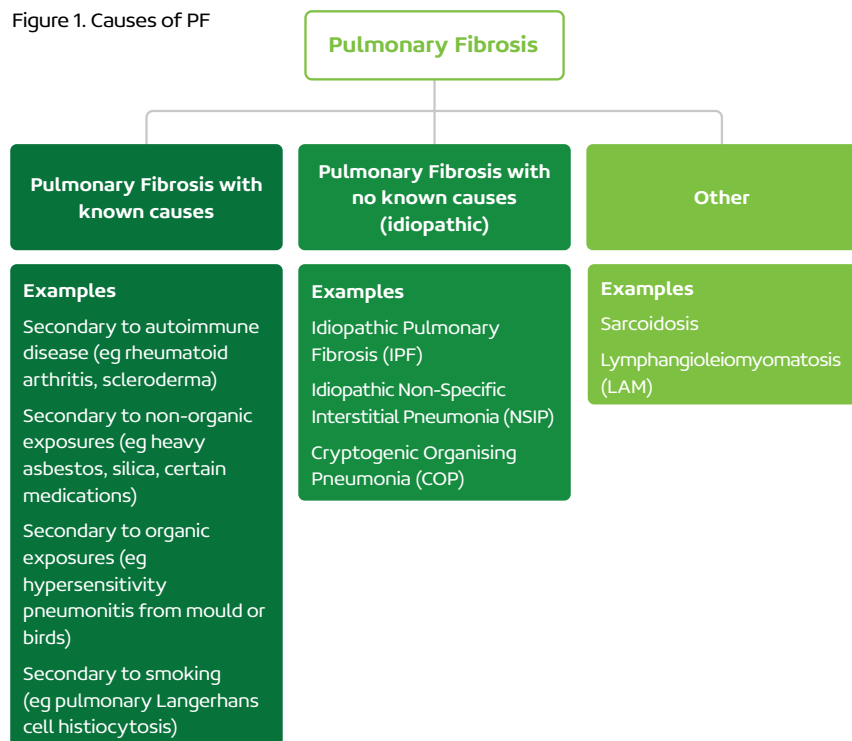 Figure 1. Causes of PF
Pulmonary Fibrosis
Pulmonary Fibrosis with
known causes
Pulmonary Fibrosis with
no known causes
(idiopathic)
Other
Examples
Secondary to autoimmune
disease (eg rheumatoid
arthritis, scleroderma)
Secondary to non-organic
exposures (eg heavy
asbestos, silica, certain
medications)
Secondary to organic
exposures (eg
hypersensitivity
pneumonitis from mould or
birds)
Secondary to smoking
(eg pulmonary Langerhans
cell histiocytosis)
Examples
Idiopathic Pulmonary
Fibrosis (IPF)
Idiopathic Non-Specific
Interstitial Pneumonia (NSIP)
Cryptogenic Organising
Pneumonia (COP)
Examples
Sarcoidosis
Lymphangioleiomyomatosis
(LAM)